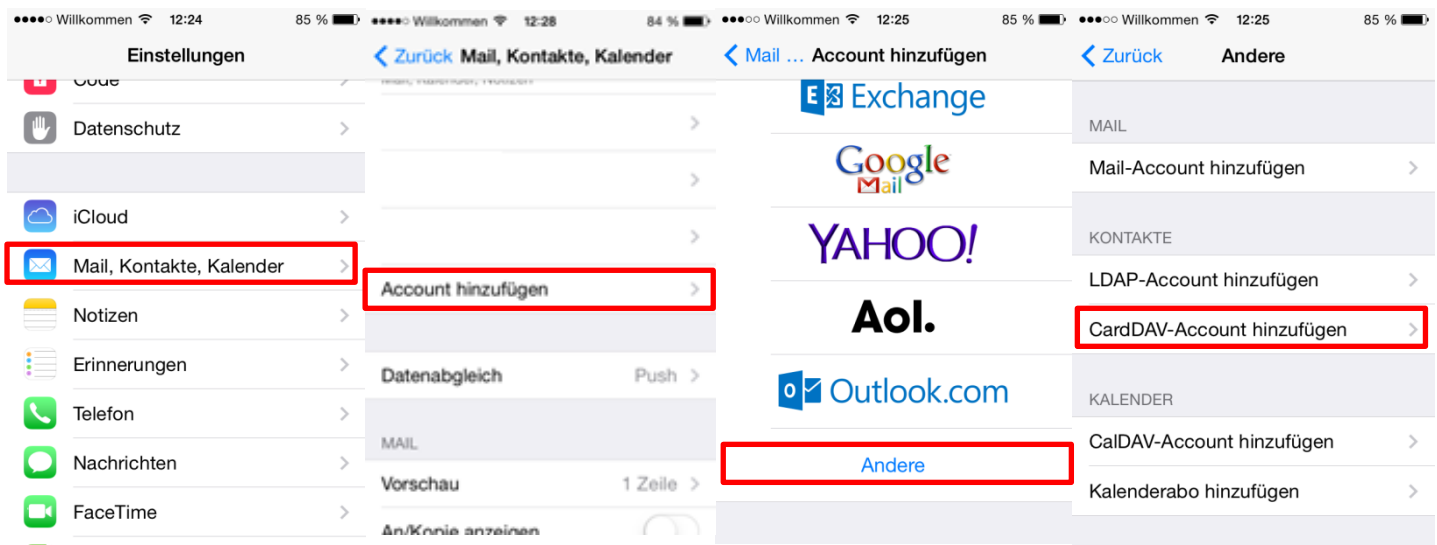 Willkommen 12:24 85 %
Einstellungen
Code
Datenschutz
iCloud
Mail, Kontakte, Kalender
Notizen
Erinnerungen
Telefon
Nachrichten
FaceTime
Willkommen 12:28 84 %
Zurück Mail, Kontakte, Kalender
Mail, Kalender, Notizen
Account hinzufügen
Datenabgleich Push
MAIL
Vorschau 1 Zeile
An/Kopie anzeigen
Willkommen 12:25 85 %
Mail ... Account hinzufügen
Exchange
Google
Mail
YAHOO!
Aol.
Outlook.com
Andere
Willkommen 12:25 85 %
Zurück Andere
MAIL
Mail-Account hinzufügen
KONTAKTE
LDAP-Account hinzufügen
CardDAV-Account hinzufügen
KALENDER
CalDAV-Account hinzufügen
Kalenderabo hinzufügen